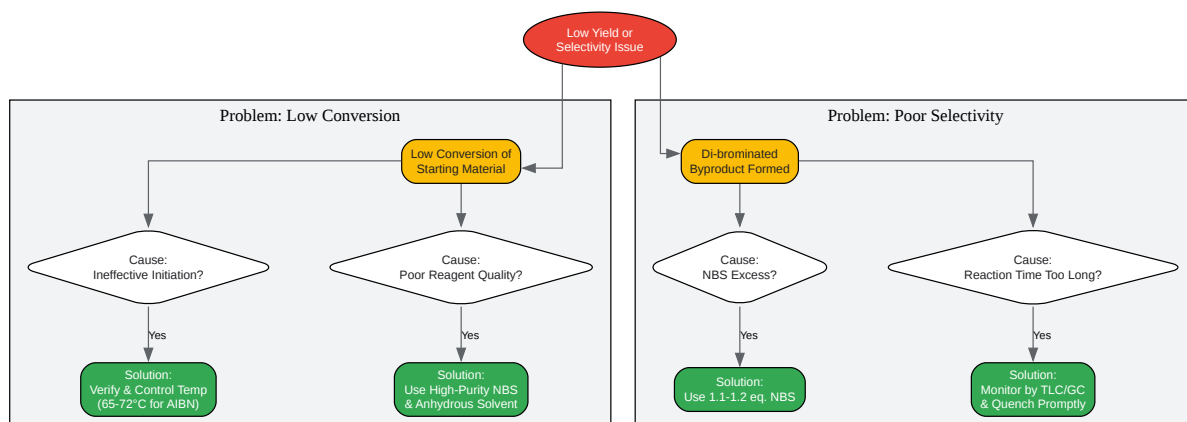 Low Yield or
Selectivity Issue
Problem: Low Conversion
Low Conversion of
Starting Material
Cause:
Ineffective Initiation?
Cause:
Poor Reagent Quality?
Yes
Yes
Solution:
Verify & Control Temp
(65-72°C for AIBN)
Solution:
Use High-Purity NBS
& Anhydrous Solvent
Problem: Poor Selectivity
Di-brominated
Byproduct Formed
Cause:
NBS Excess?
Cause:
Reaction Time Too Long?
Yes
Yes
Solution:
Use 1.1-1.2 eq. NBS
Solution:
Monitor by TLC/GC
& Quench Promptly